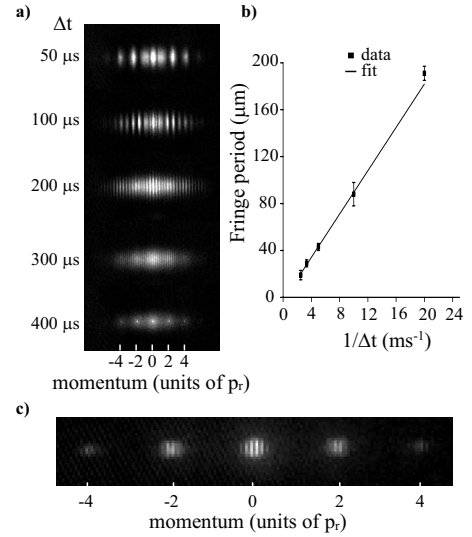 a)
Δt
50 μs
100 μs
200 μs
300 μs
400 μs
-4 -2 0 2 4
momentum (units of pr)
b)
data
fit
Fringe period (μm)
200
160
120
80
40
0
0 4 8 12 16 20 24
1/Δt (ms-1)
c)
-4 -2 0 2 4
momentum (units of pr)